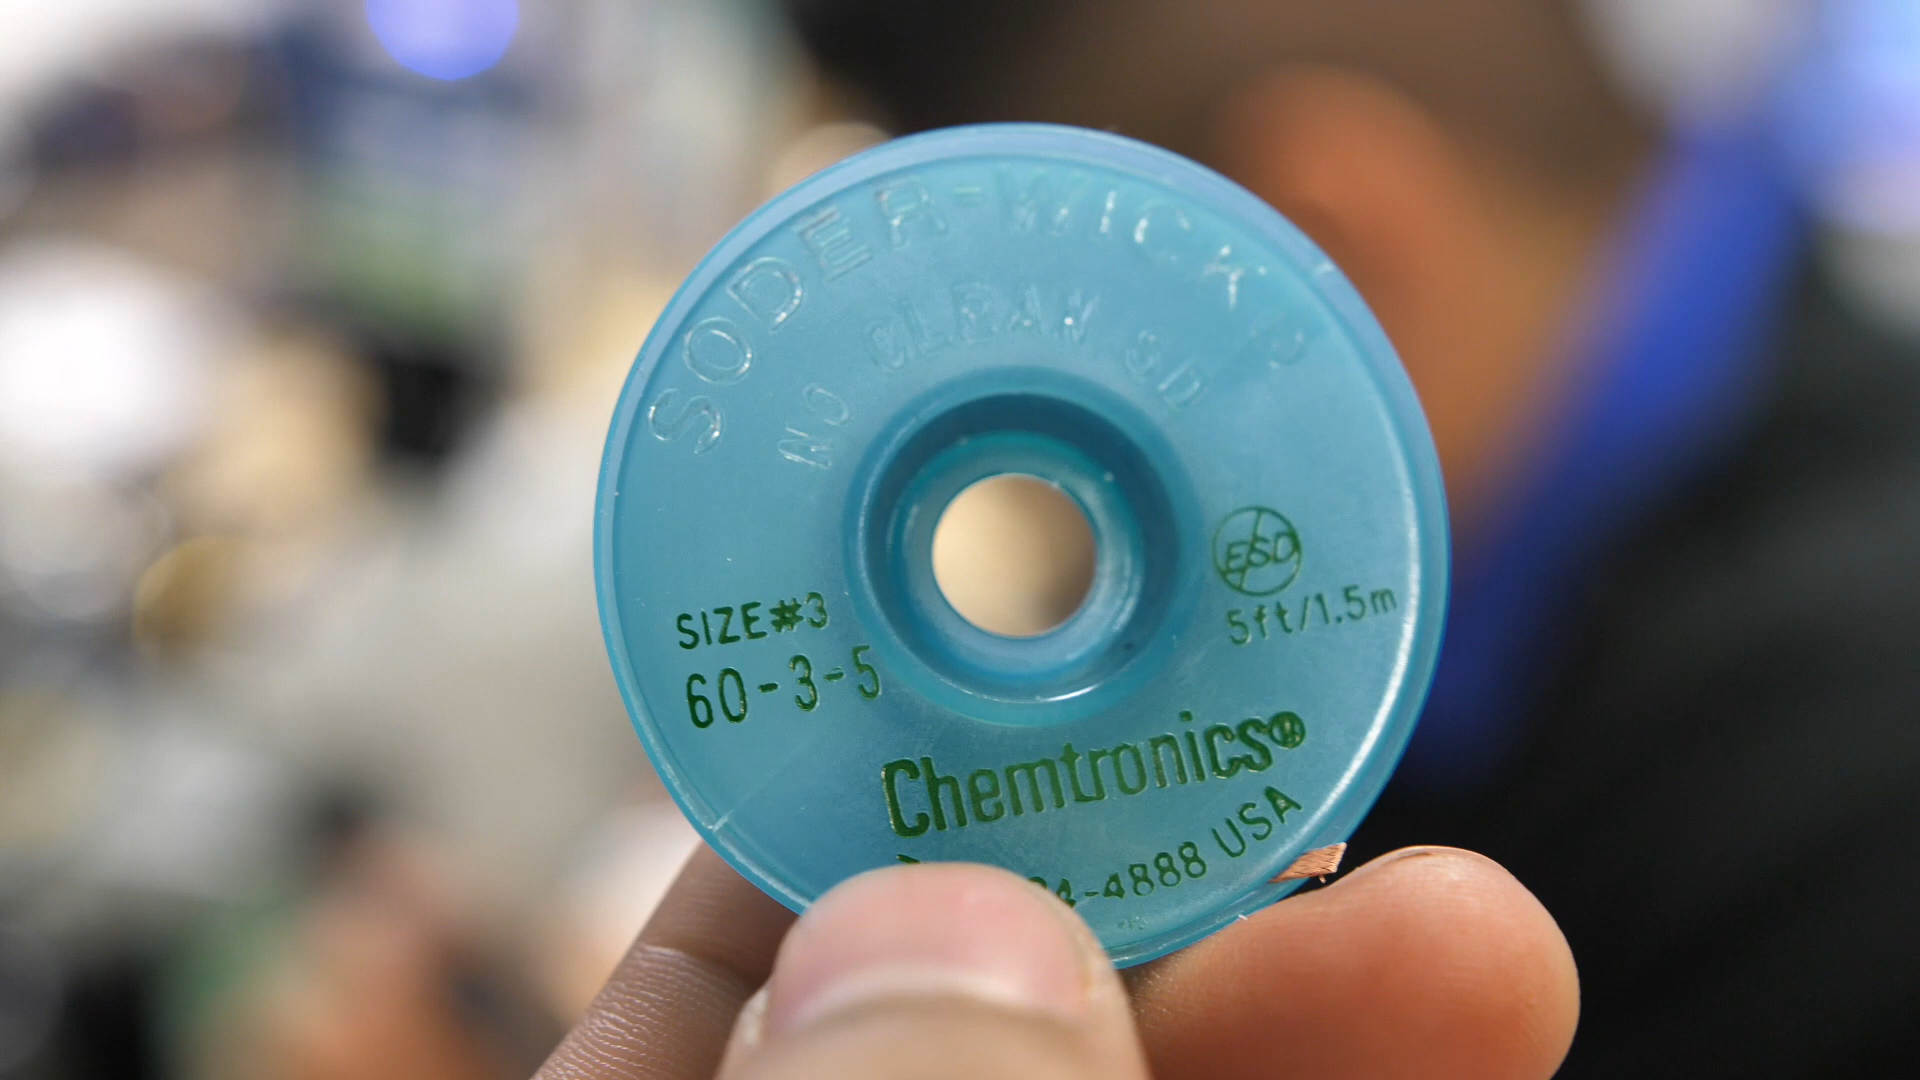 SODER-WICK®
NO CLEAN SD
ESD
SIZE#3
5ft/1.5m
60-3-5
Chemtronics®
4-4888 USA